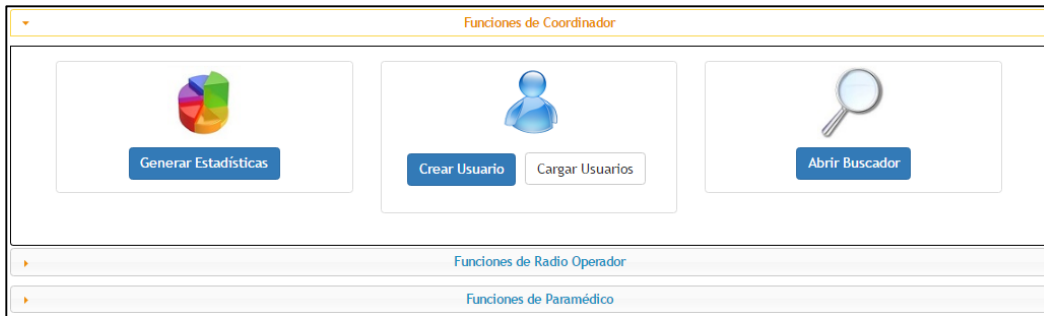 Funciones de Coordinador
Generar Estadísticas
Crear Usuario
Cargar Usuarios
Abrir Buscador
Funciones de Radio Operador
Funciones de Paramédico